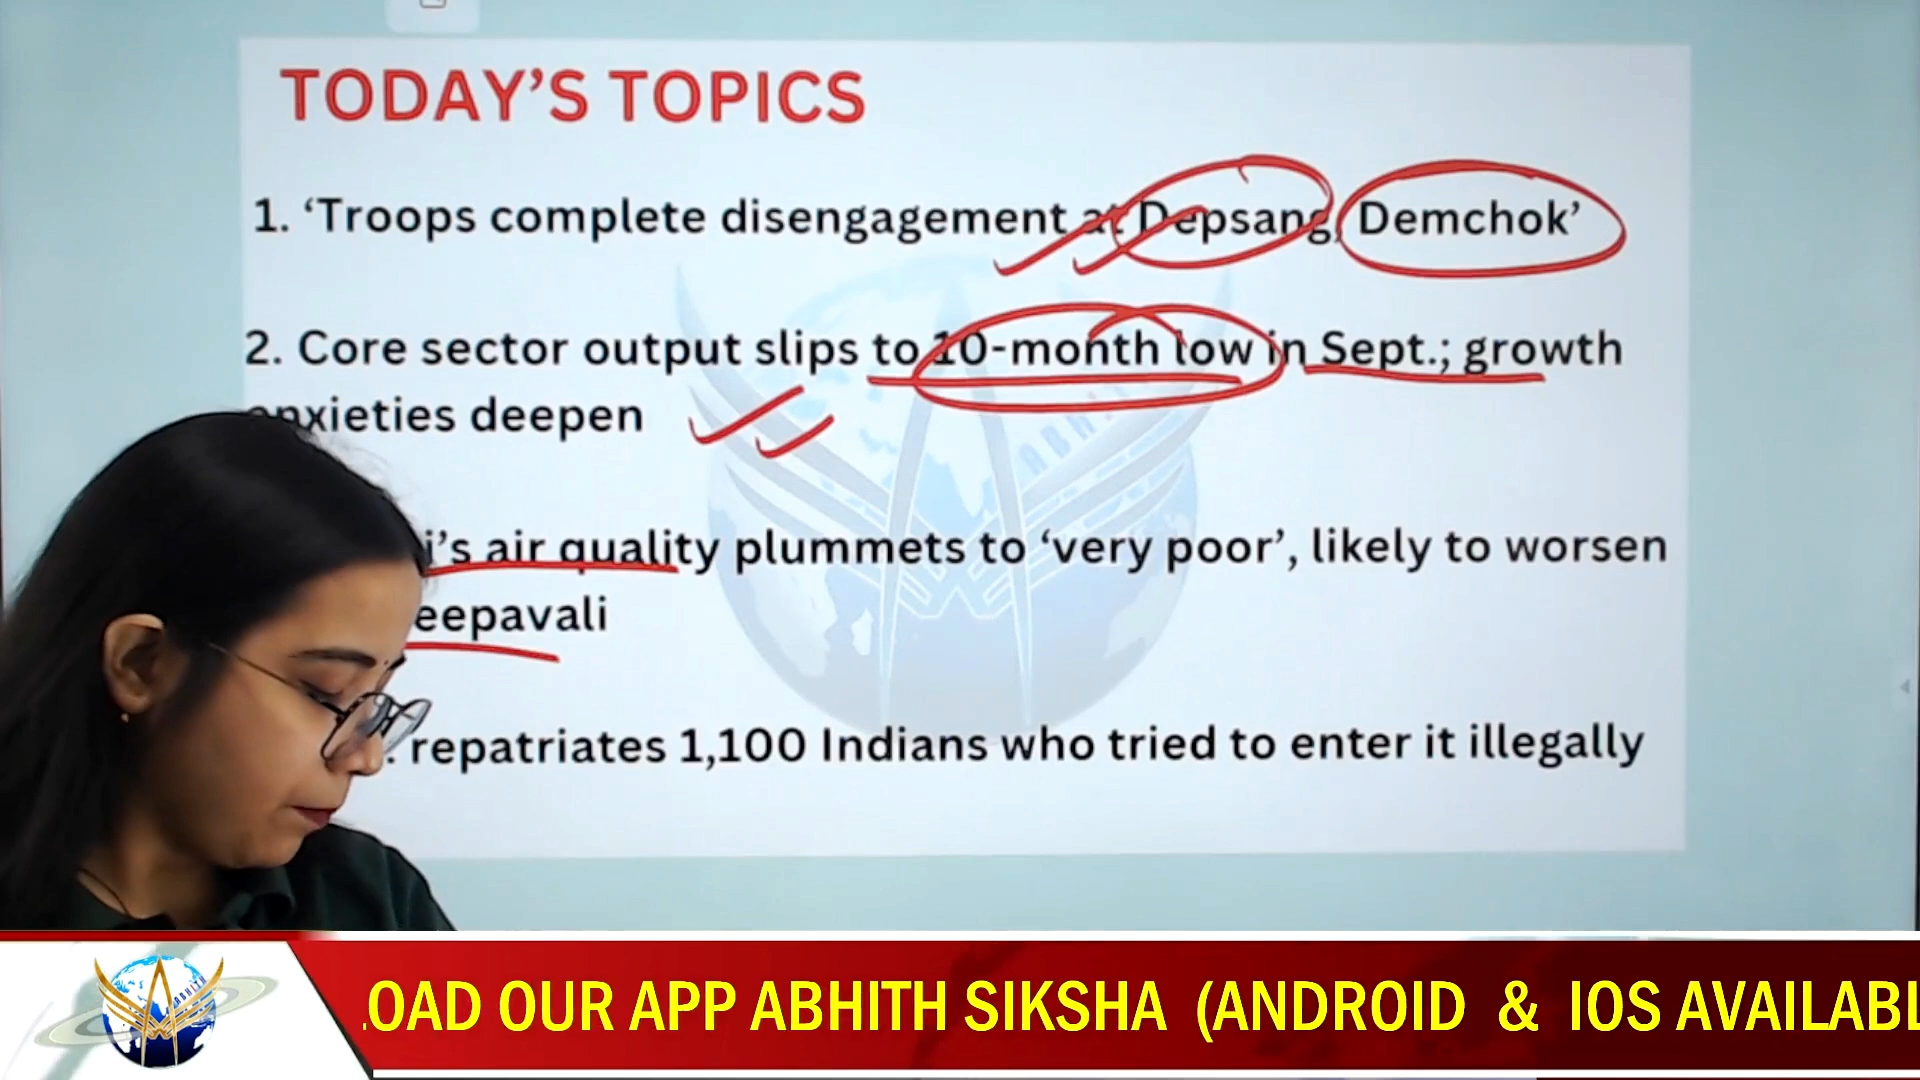 TODAY’S TOPICS
1. ‘Troops complete disengagement at Depsang, Demchok’
2. Core sector output slips to 10-month low in Sept.; growth
anxieties deepen
i’s air quality plummets to ‘very poor’, likely to worsen
eepavali
. repatriates 1,100 Indians who tried to enter it illegally
ABHITH
ABHITH
OAD OUR APP ABHITH SIKSHA (ANDROID & IOS AVAILABL